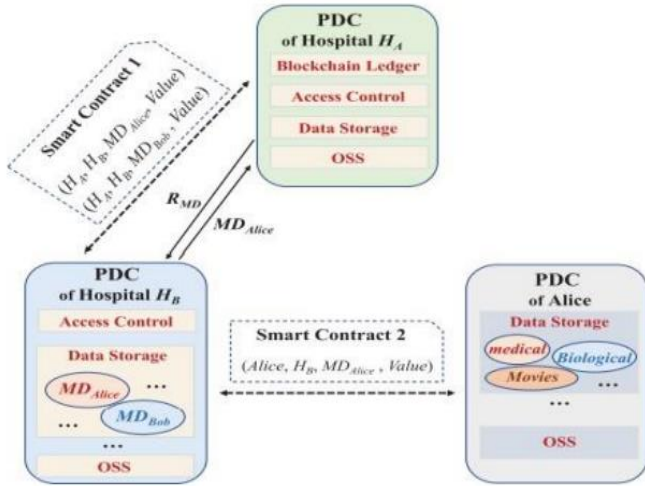 PDC
of Hospital H_A
Blockchain Ledger
Access Control
Data Storage
OSS
Smart Contract 1
(H_A, H_B, MD_Alice, Value)
(H_A, H_B, MD_Bob, Value)
R_MD
MD_Alice
PDC
of Hospital H_B
Access Control
Data Storage
MD_Alice
...
...
MD_Bob
...
OSS
Smart Contract 2
(Alice, H_B, MD_Alice, Value)
PDC
of Alice
Data Storage
medical
Biological
Movies
...
...
OSS